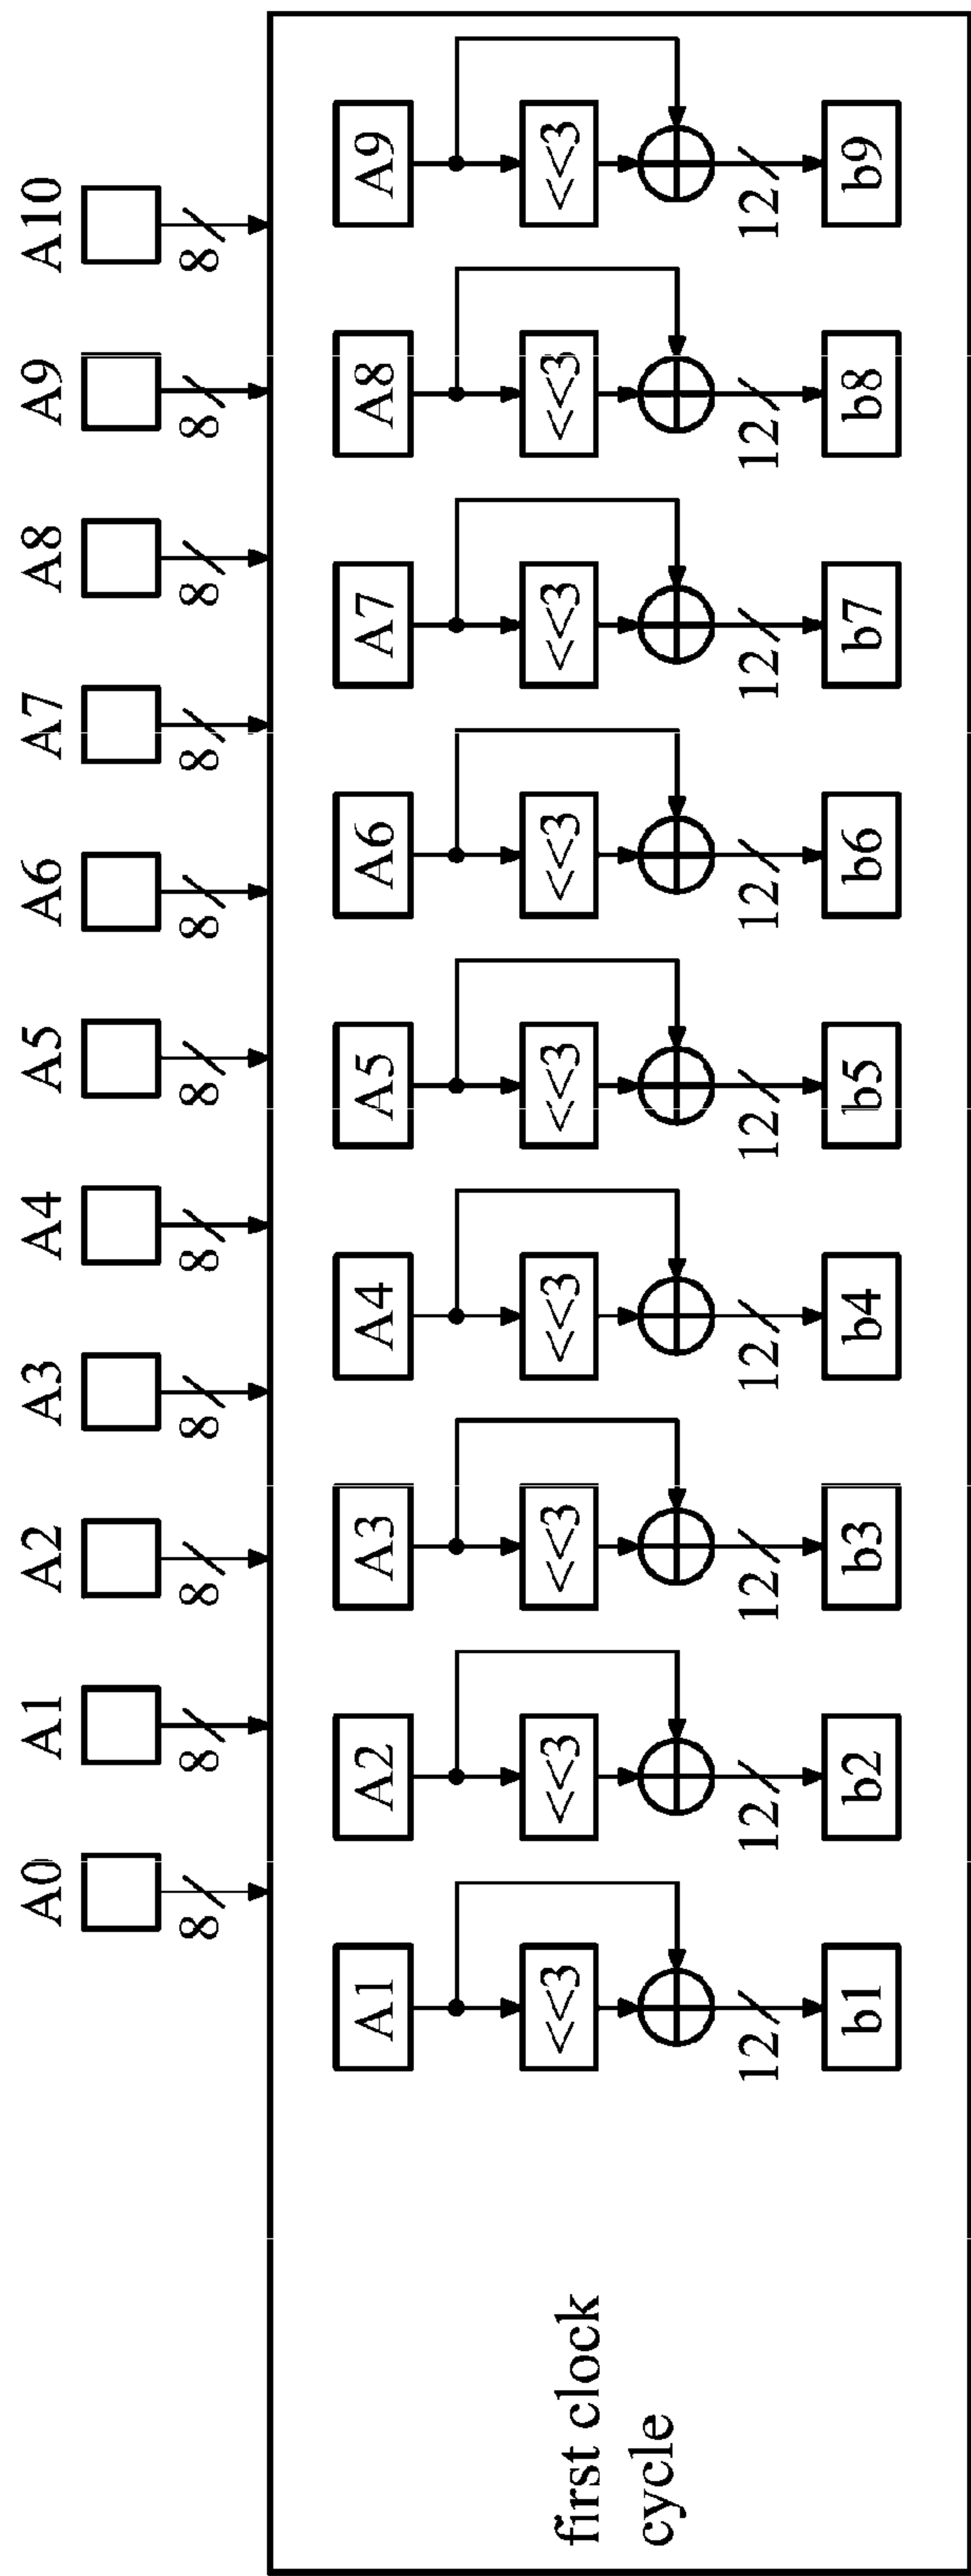 A0 A1 A2 A3 A4 A5 A6 A7 A8 A9 A10
8 8 8 8 8 8 8 8 8 8 8
A1 A2 A3 A4 A5 A6 A7 A8 A9
first clock
cycle
<<3 <<3 <<3 <<3 <<3 <<3 <<3 <<3 <<3
12 12 12 12 12 12 12 12 12
b1 b2 b3 b4 b5 b6 b7 b8 b9